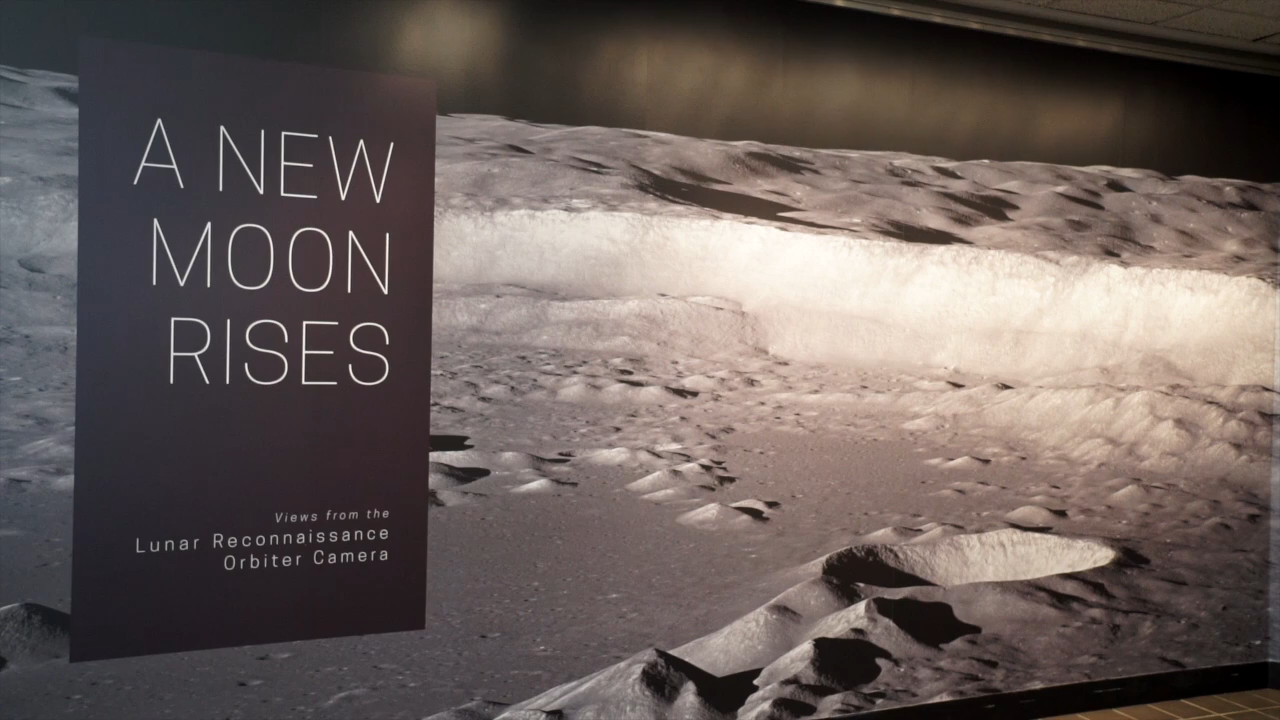 A NEW
MOON
RISES
Views from the
Lunar Reconnaissance
Orbiter Camera